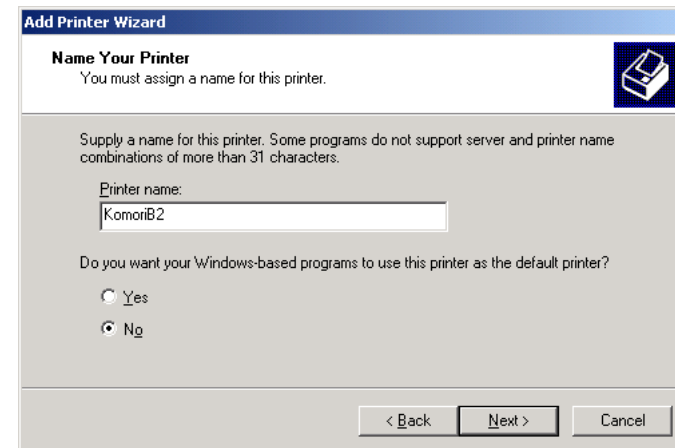 Add Printer Wizard
Name Your Printer
You must assign a name for this printer.
Supply a name for this printer. Some programs do not support server and printer name
combinations of more than 31 characters.
Printer name:
KomoriB2
Do you want your Windows-based programs to use this printer as the default printer?
Yes
No
< Back
Next >
Cancel